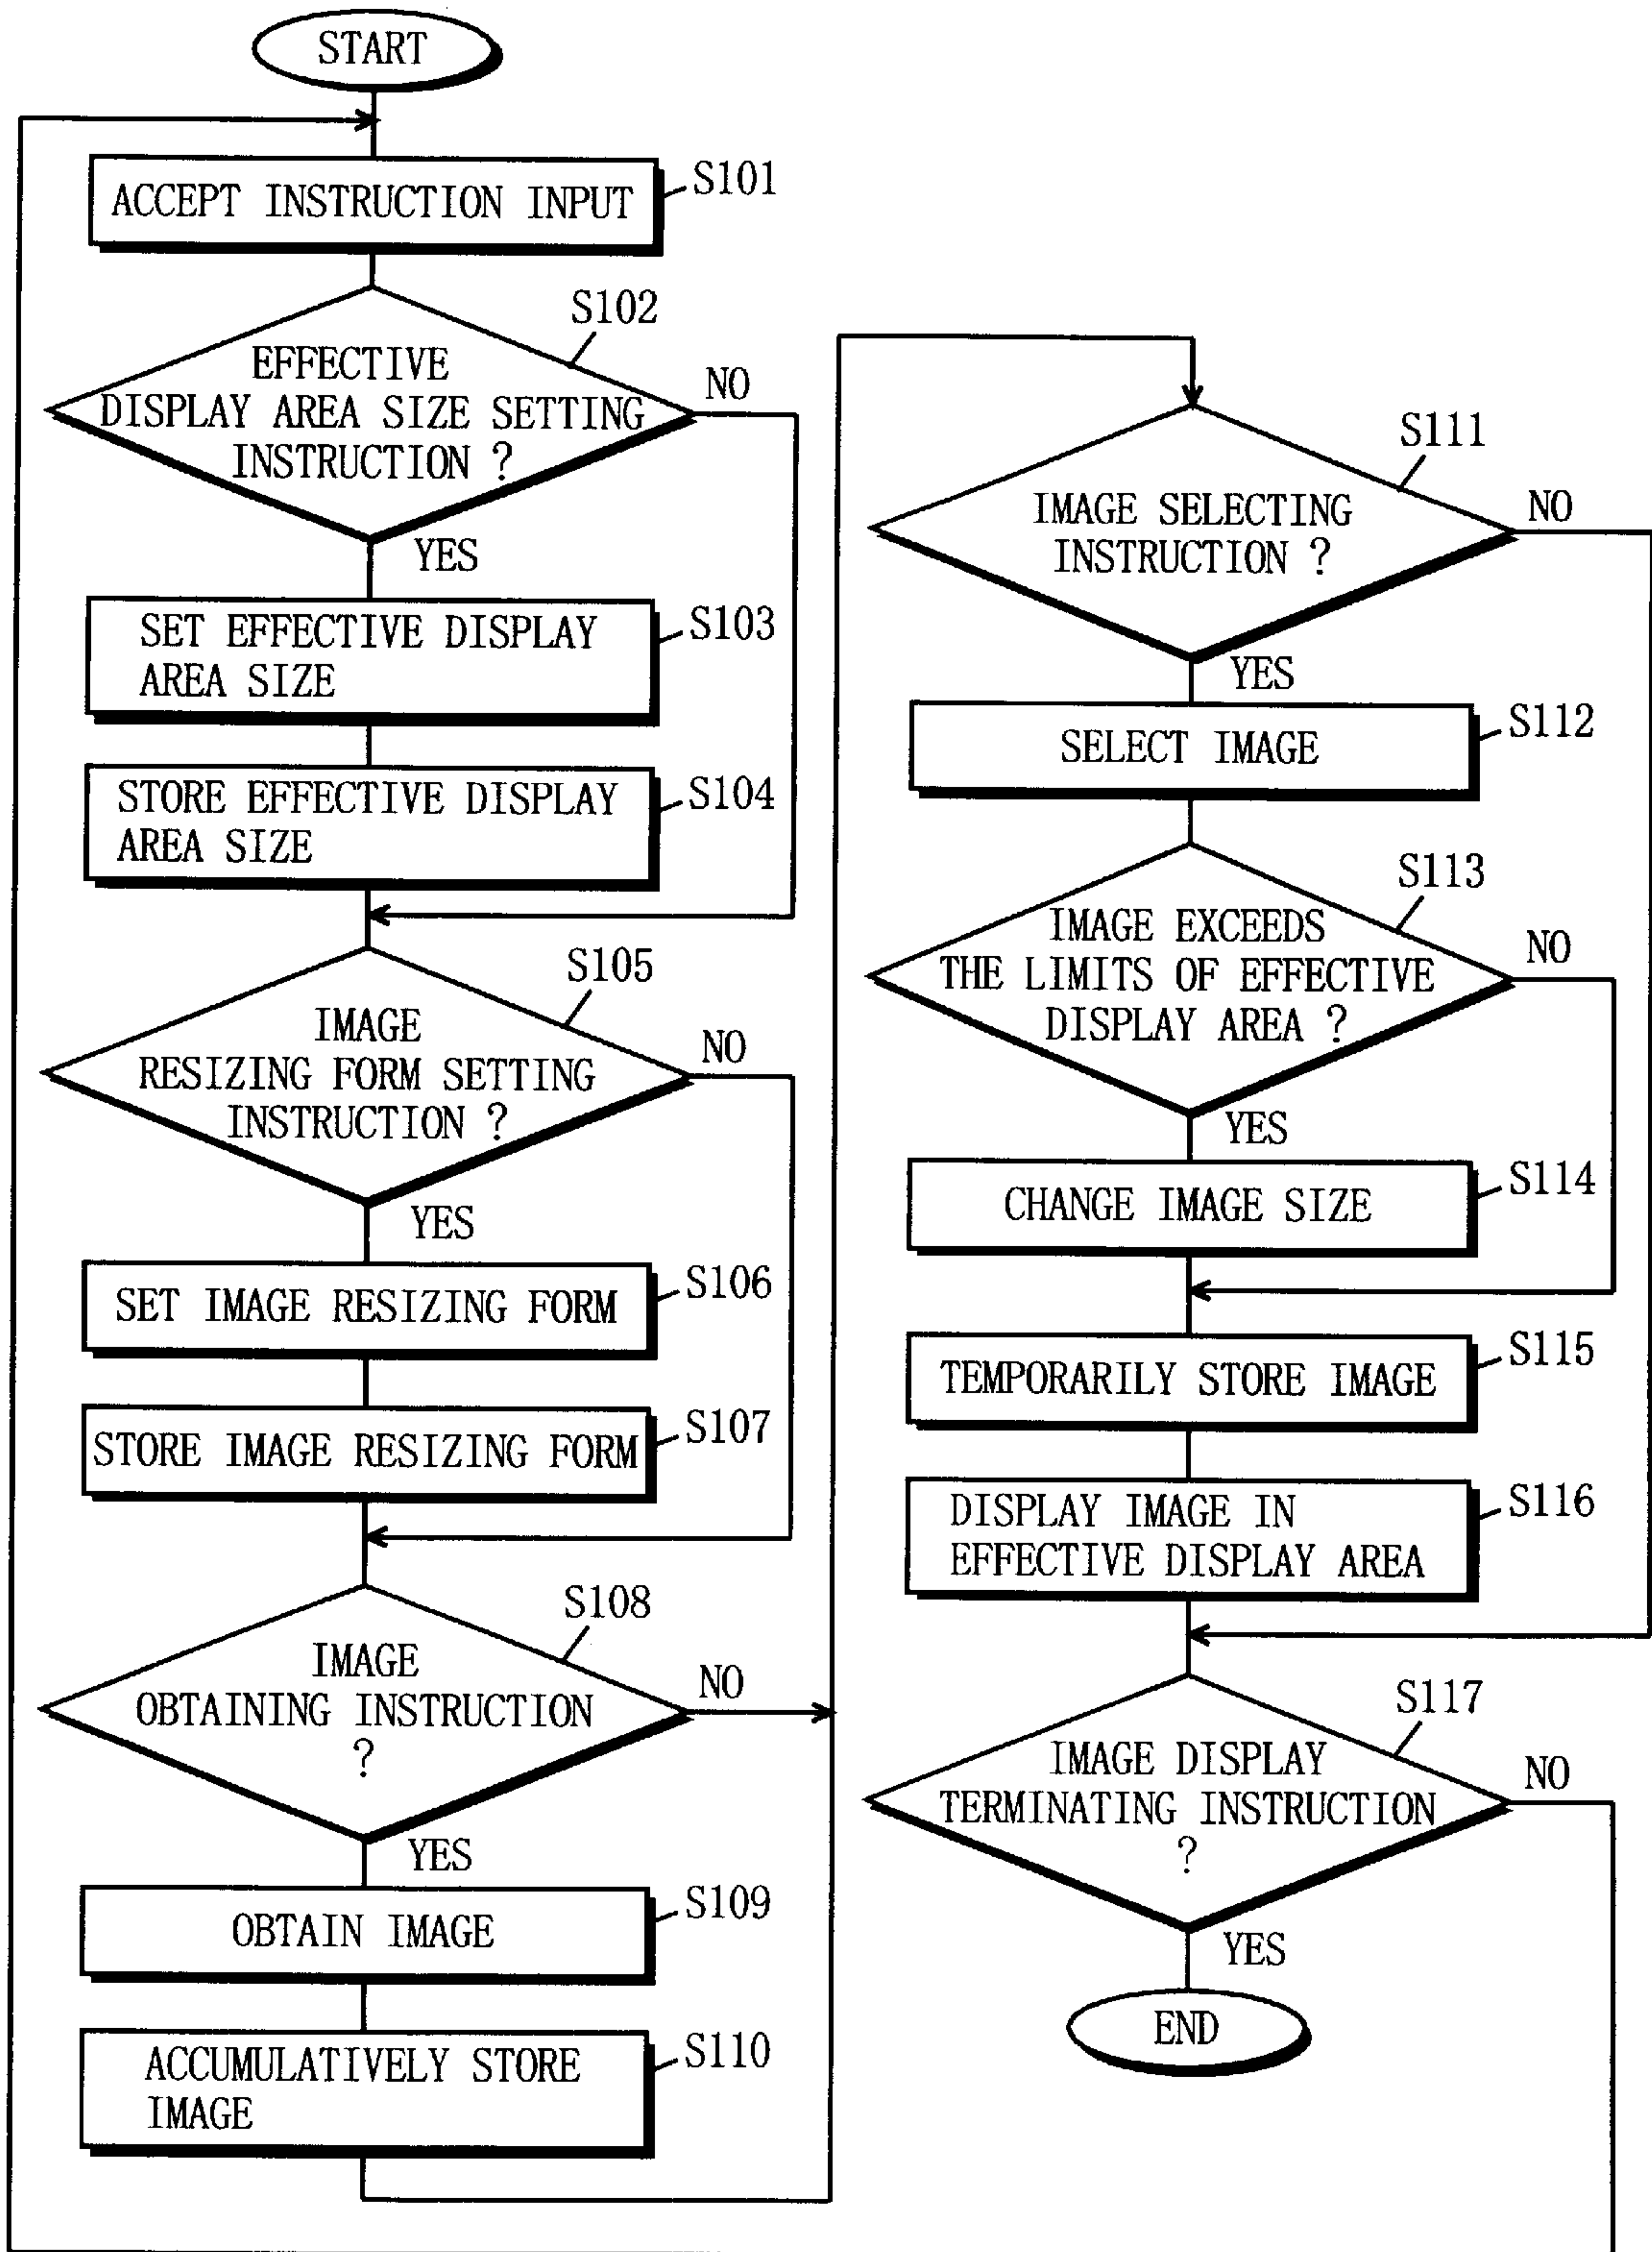 START
ACCEPT INSTRUCTION INPUT
S101
S102
EFFECTIVE
DISPLAY AREA SIZE SETTING
INSTRUCTION ?
NO
YES
SET EFFECTIVE DISPLAY
AREA SIZE
S103
STORE EFFECTIVE DISPLAY
AREA SIZE
S104
S105
IMAGE
RESIZING FORM SETTING
INSTRUCTION ?
NO
YES
SET IMAGE RESIZING FORM
S106
STORE IMAGE RESIZING FORM
S107
S108
IMAGE
OBTAINING INSTRUCTION
?
NO
YES
OBTAIN IMAGE
S109
ACCUMULATIVELY STORE
IMAGE
S110
S111
IMAGE SELECTING
INSTRUCTION ?
NO
YES
SELECT IMAGE
S112
S113
IMAGE EXCEEDS
THE LIMITS OF EFFECTIVE
DISPLAY AREA ?
NO
YES
CHANGE IMAGE SIZE
S114
TEMPORARILY STORE IMAGE
S115
DISPLAY IMAGE IN
EFFECTIVE DISPLAY AREA
S116
S117
IMAGE DISPLAY
TERMINATING INSTRUCTION
?
NO
YES
END